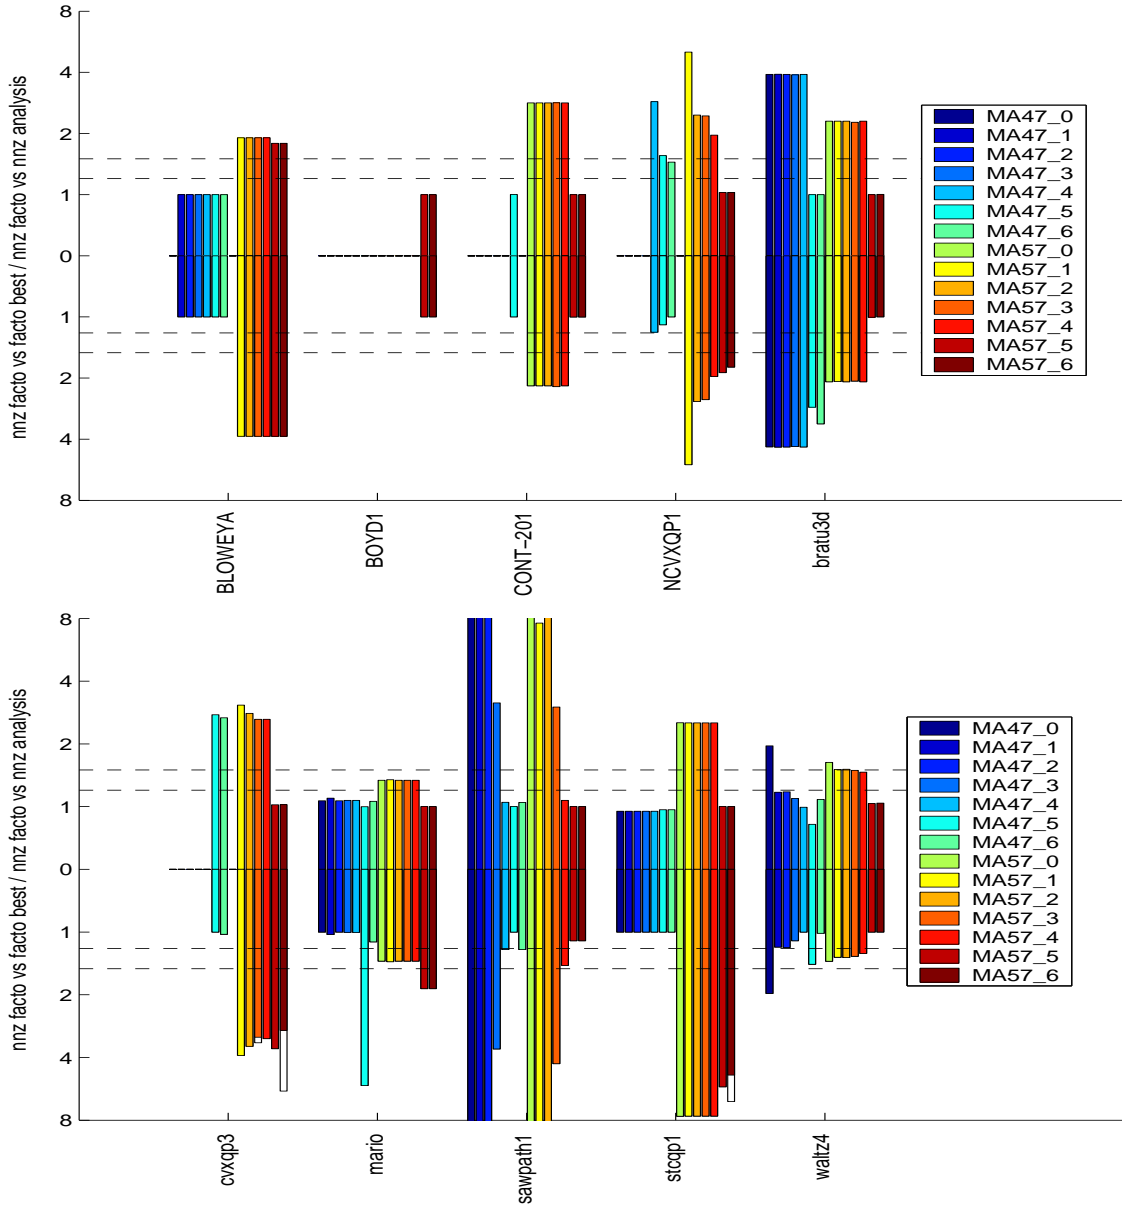 nnz facto vs facto best / nnz facto vs nnz analysis
8
4
2
1
0
1
2
4
8
BLOWEYA
BOYD1
CONT-201
NCVXQP1
bratu3d
MA47_0
MA47_1
MA47_2
MA47_3
MA47_4
MA47_5
MA47_6
MA57_0
MA57_1
MA57_2
MA57_3
MA57_4
MA57_5
MA57_6
nnz facto vs facto best / nnz facto vs nnz analysis
8
4
2
1
0
1
2
4
8
cvxqp3
mario
sawpath1
stcqp1
waltz4
MA47_0
MA47_1
MA47_2
MA47_3
MA47_4
MA47_5
MA47_6
MA57_0
MA57_1
MA57_2
MA57_3
MA57_4
MA57_5
MA57_6